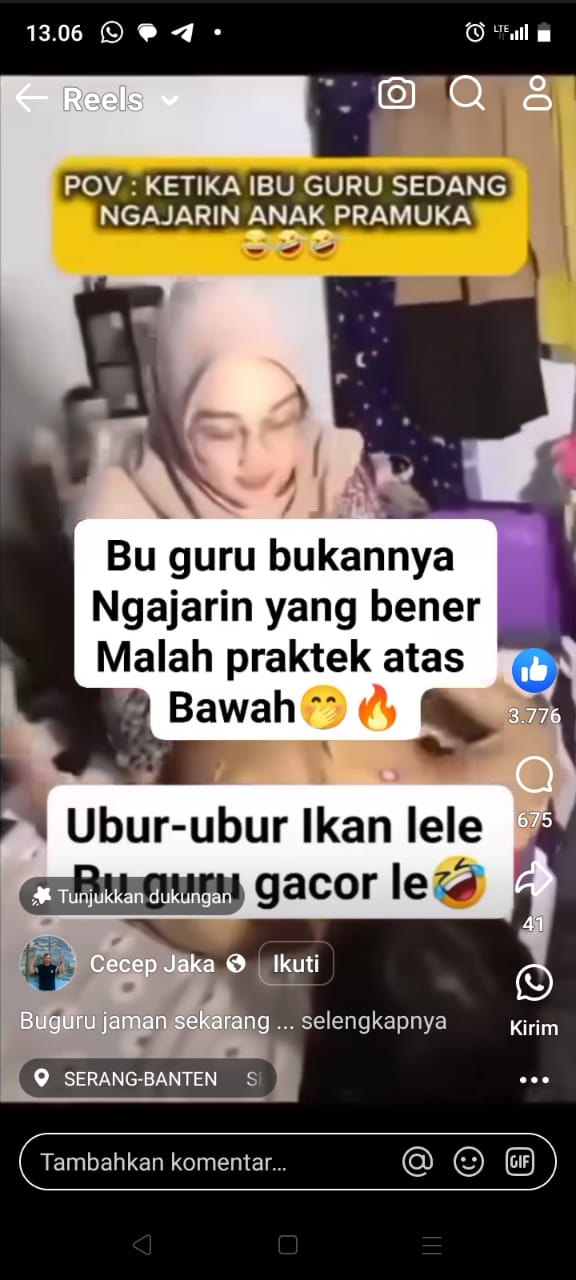 13.06
LTE
Reels
POV : KETIKA IBU GURU SEDANG
NGAJARIN ANAK PRAMUKA
😂🤣🤣
Bu guru bukannya
Ngajarin yang bener
Malah praktek atas
Bawah🤭🔥
3.776
Ubur-ubur Ikan lele
Bu guru gacor le🤣
675
Tunjukkan dukungan
41
Cecep Jaka
Ikuti
Buguru jaman sekarang ... selengkapnya
Kirim
SERANG-BANTEN
Tambahkan komentar...
GIF